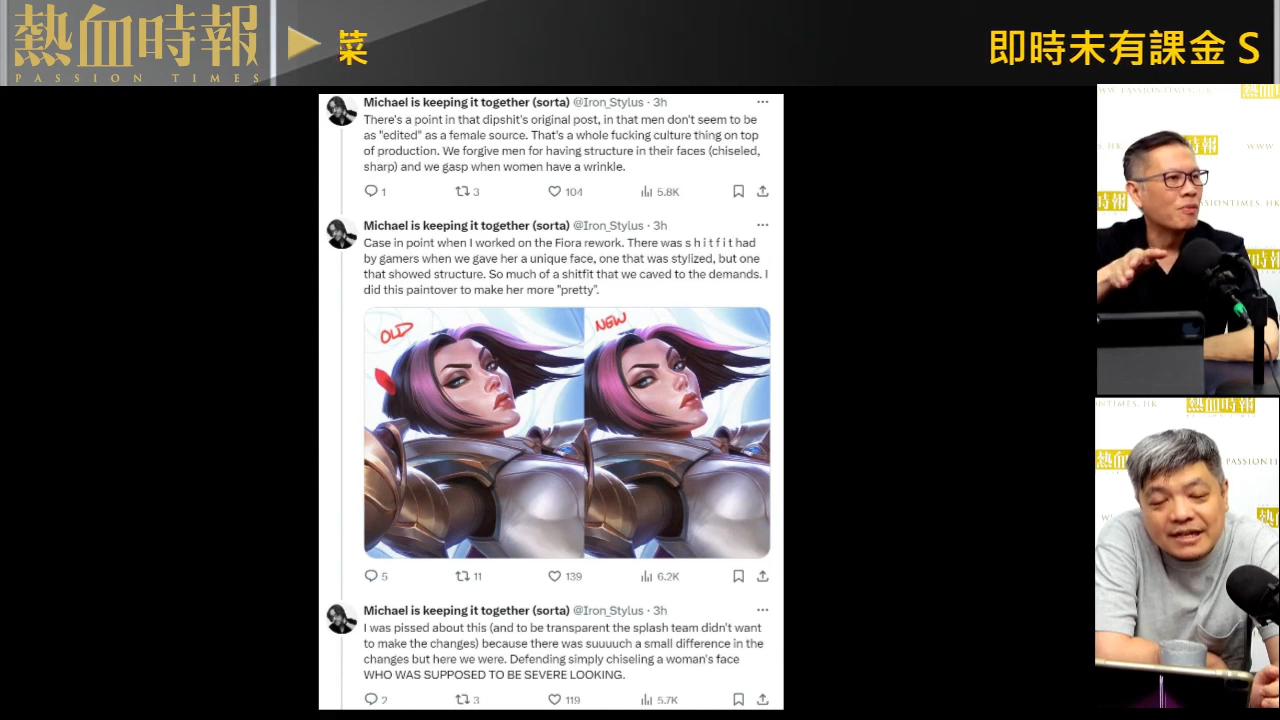 熱血時報
PASSION TIMES
菜
即時未有課金 S
Michael is keeping it together (sorta) @Iron_Stylus · 3h
There's a point in that dipshit's original post, in that men don't seem to be
as "edited" as a female source. That's a whole fucking culture thing on top
of production. We forgive men for having structure in their faces (chiseled,
sharp) and we gasp when women have a wrinkle.
1 3 104 5.8K
Michael is keeping it together (sorta) @Iron_Stylus · 3h
Case in point when I worked on the Fiora rework. There was s h i t f i t had
by gamers when we gave her a unique face, one that was stylized, but one
that showed structure. So much of a shitfit that we caved to the demands. I
did this paintover to make her more "pretty".
OLD
NEW
5 11 139 6.2K
Michael is keeping it together (sorta) @Iron_Stylus · 3h
I was pissed about this (and to be transparent the splash team didn't want
to make the changes) because there was suuuuch a small difference in the
changes but here we were. Defending simply chiseling a woman's face
WHO WAS SUPPOSED TO BE SEVERE LOOKING.
2 3 119 5.7K